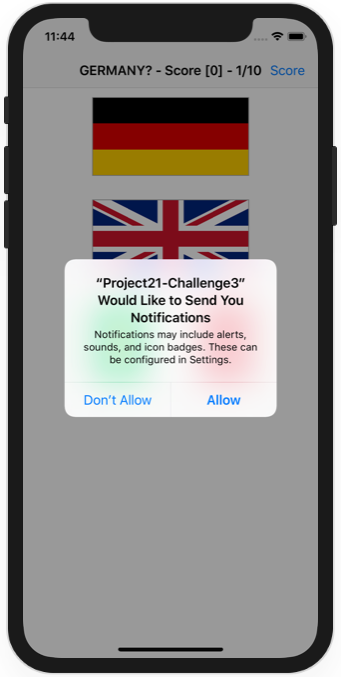 11:44
GERMANY? - Score [0] - 1/10 Score
“Project21-Challenge3”
Would Like to Send You
Notifications
Notifications may include alerts,
sounds, and icon badges. These can
be configured in Settings.
Don’t Allow Allow